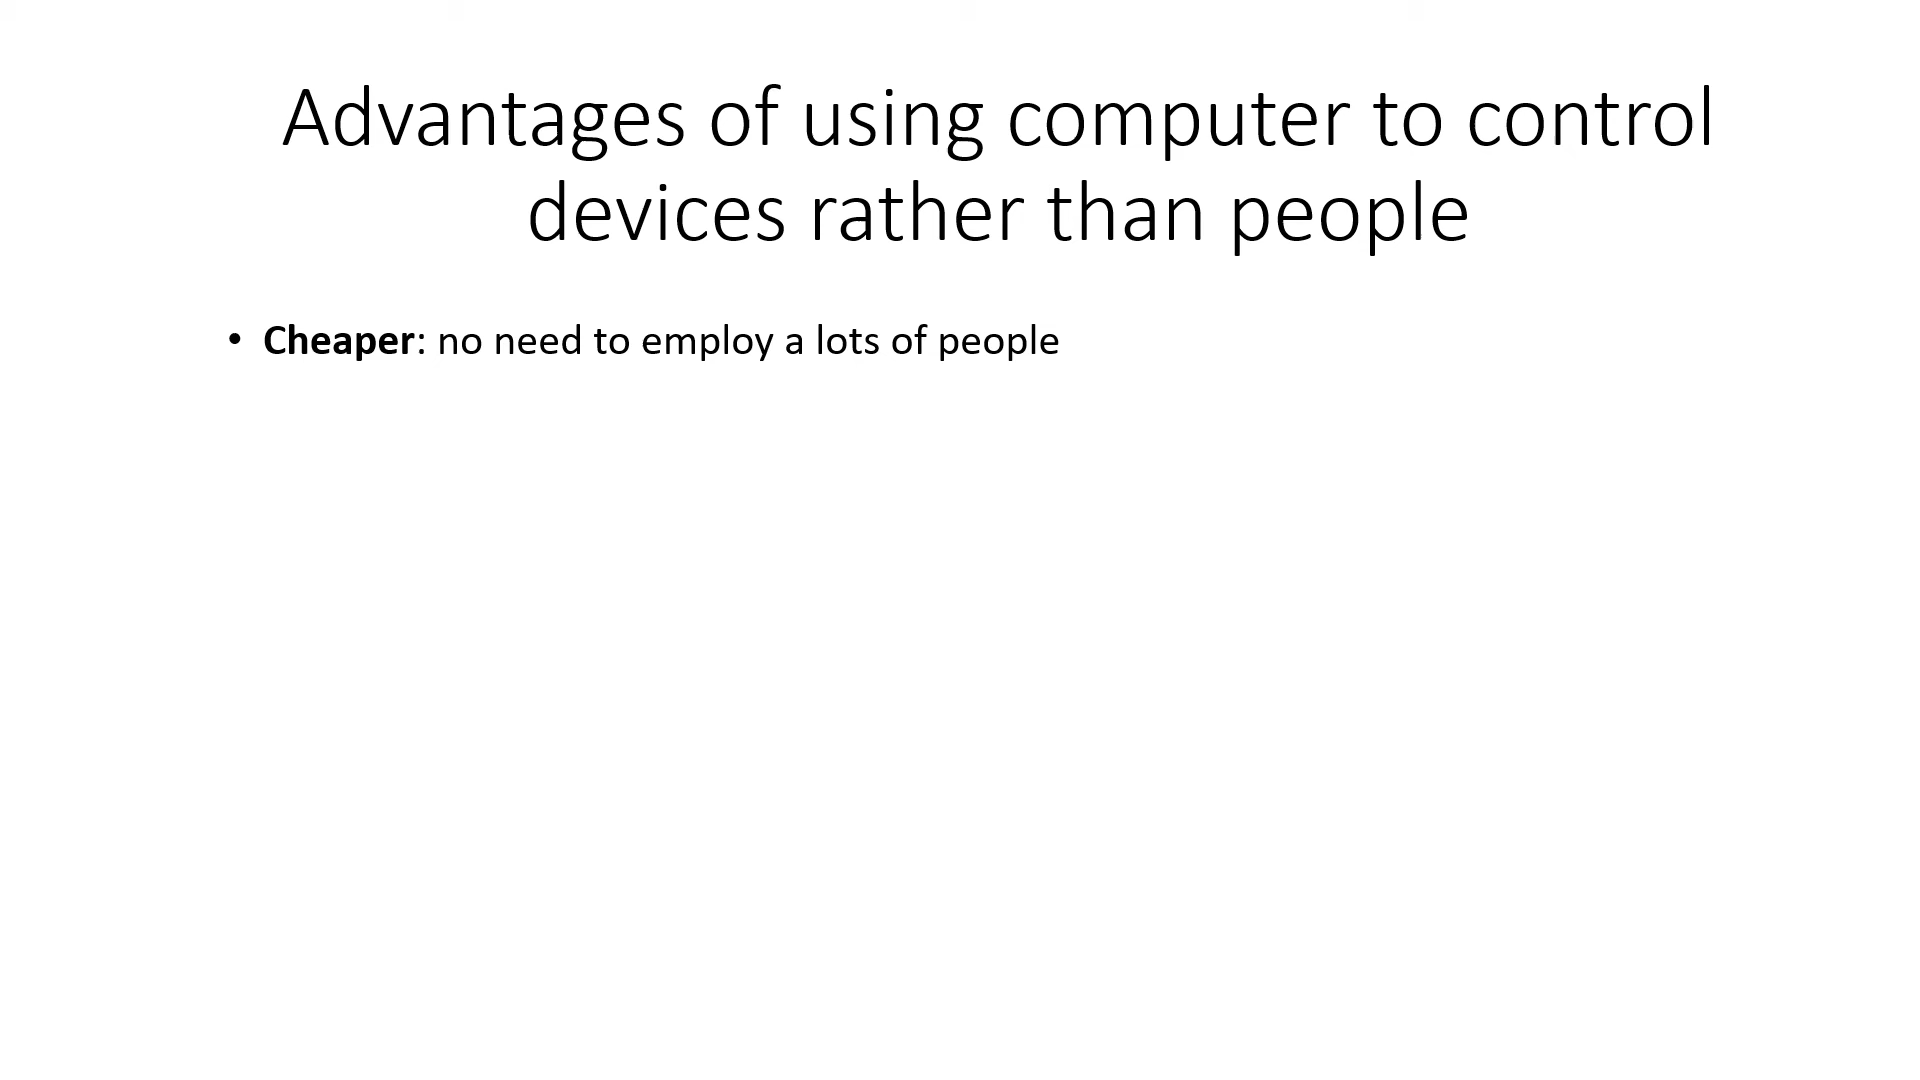 Advantages of using computer to control
devices rather than people
• Cheaper: no need to employ a lots of people